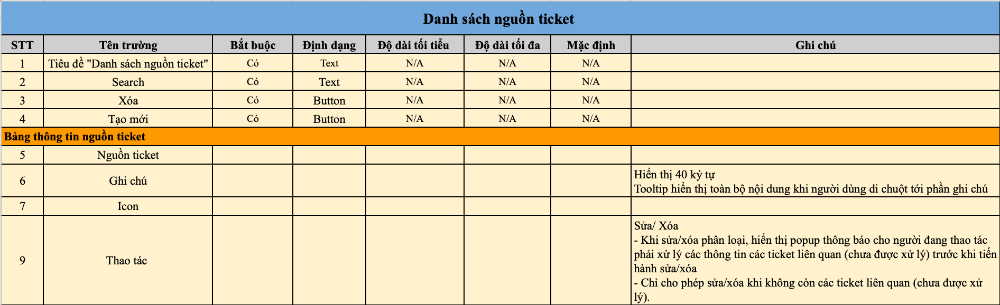 Danh sách nguồn ticket
STT Tên trường Bắt buộc Định dạng Độ dài tối tiểu Độ dài tối đa Mặc định Ghi chú
1 Tiêu đề "Danh sách nguồn ticket" Có Text N/A N/A N/A
2 Search Có Text N/A N/A N/A
3 Xóa Có Button N/A N/A N/A
4 Tạo mới Có Button N/A N/A N/A
Bảng thông tin nguồn ticket
5 Nguồn ticket
6 Ghi chú
Hiển thị 40 ký tự
Tooltip hiển thị toàn bộ nội dung khi người dùng di chuột tới phần ghi chú
7 Icon
9 Thao tác
Sửa/ Xóa
- Khi sửa/xóa phân loại, hiển thị popup thông báo cho người đang thao tác
phải xử lý các thông tin các ticket liên quan (chưa được xử lý) trước khi tiến
hành sửa/xóa
- Chỉ cho phép sửa/xóa khi không còn các ticket liên quan (chưa được xử
lý).